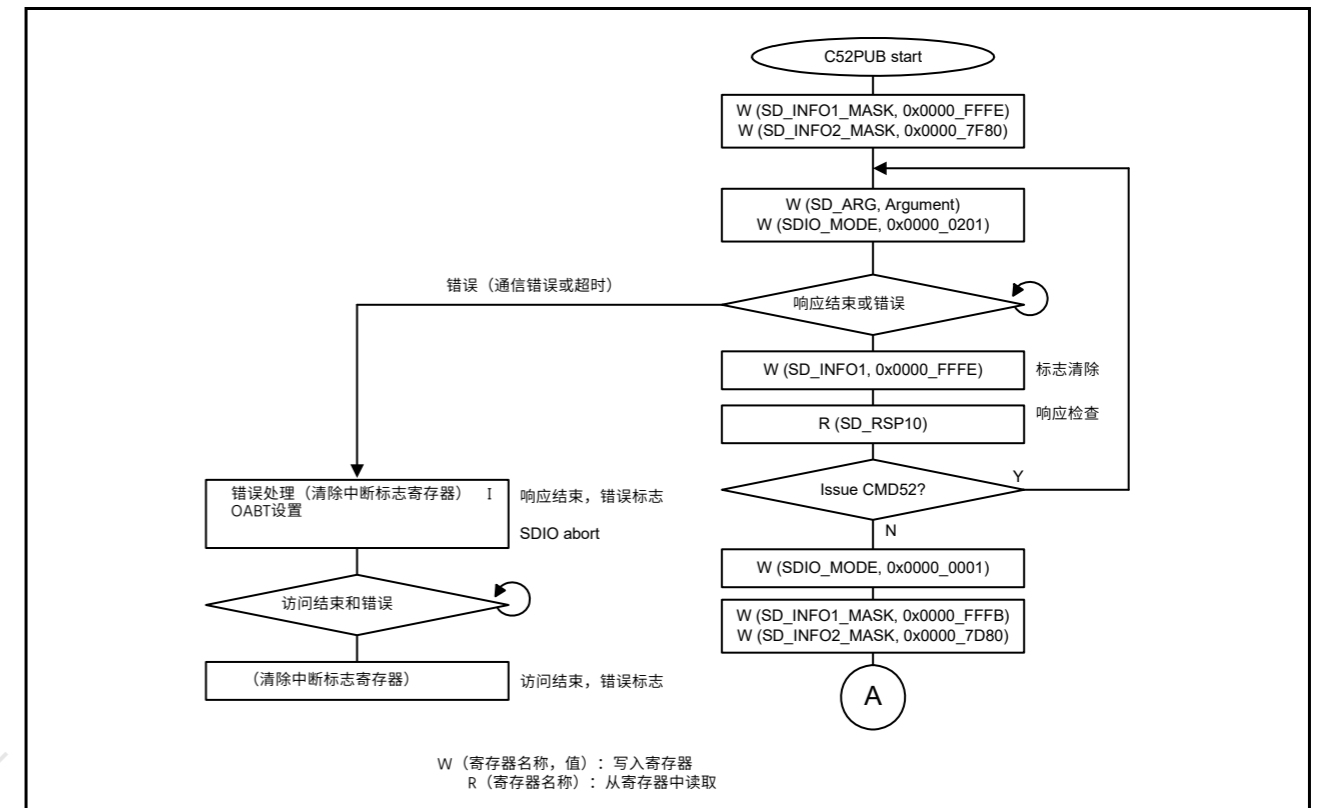 C52PUB start
W (SD_INFO1_MASK, 0x0000_FFFE)
W (SD_INFO2_MASK, 0x0000_7F80)
W (SD_ARG, Argument)
W (SDIO_MODE, 0x0000_0201)
错误（通信错误或超时）
响应结束或错误
W (SD_INFO1, 0x0000_FFFE)
标志清除
R (SD_RSP10)
响应检查
Issue CMD52?
Y
N
错误处理（清除中断标志寄存器） I
OABT设置
响应结束，错误标志
SDIO abort
W (SDIO_MODE, 0x0000_0001)
访问结束和错误
W (SD_INFO1_MASK, 0x0000_FFFB)
W (SD_INFO2_MASK, 0x0000_7D80)
（清除中断标志寄存器）
访问结束，错误标志
A
W（寄存器名称，值）：写入寄存器
R（寄存器名称）：从寄存器中读取